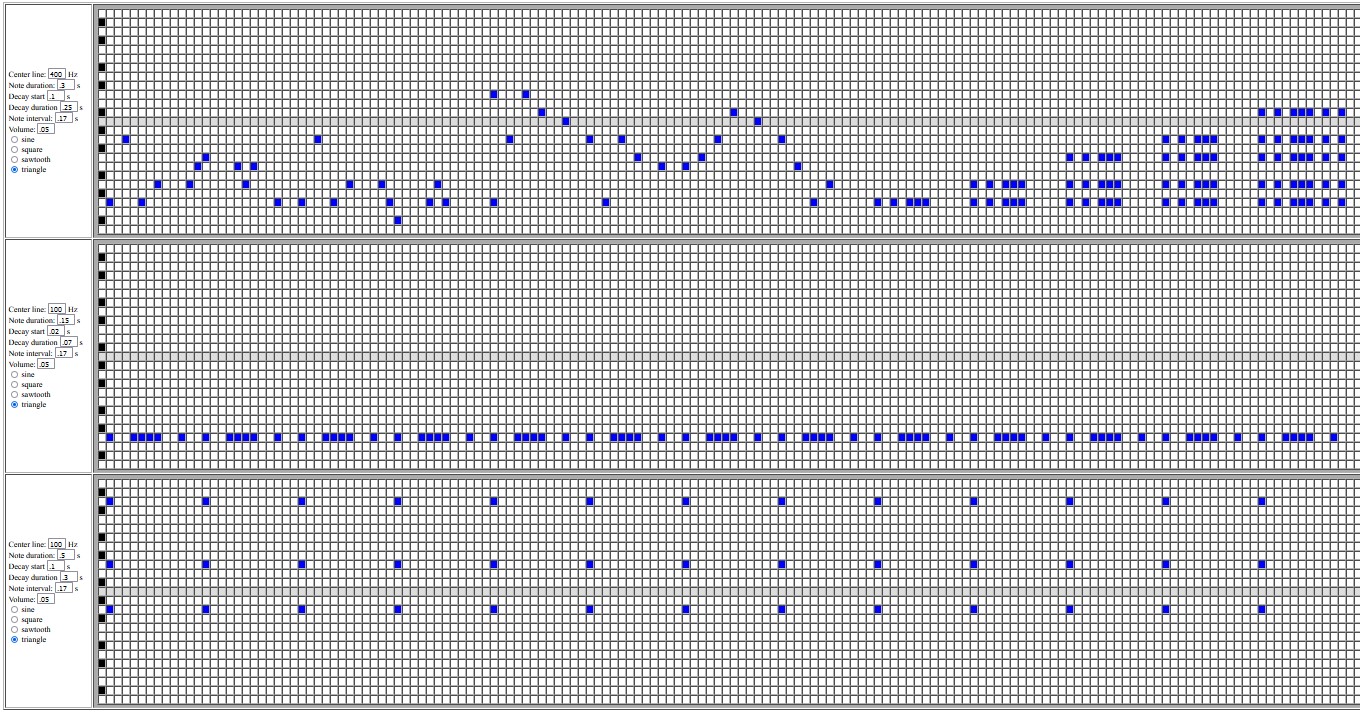 Center line: 400 Hz
Note duration: .3 s
Decay start .1 s
Decay duration .25 s
Note interval: .17 s
Volume: .05
sine
square
sawtooth
triangle
Center line: 100 Hz
Note duration: .15 s
Decay start .02 s
Decay duration .07 s
Note interval: .17 s
Volume: .05
sine
square
sawtooth
triangle
Center line: 100 Hz
Note duration: .5 s
Decay start .1 s
Decay duration .3 s
Note interval: .17 s
Volume: .05
sine
square
sawtooth
triangle